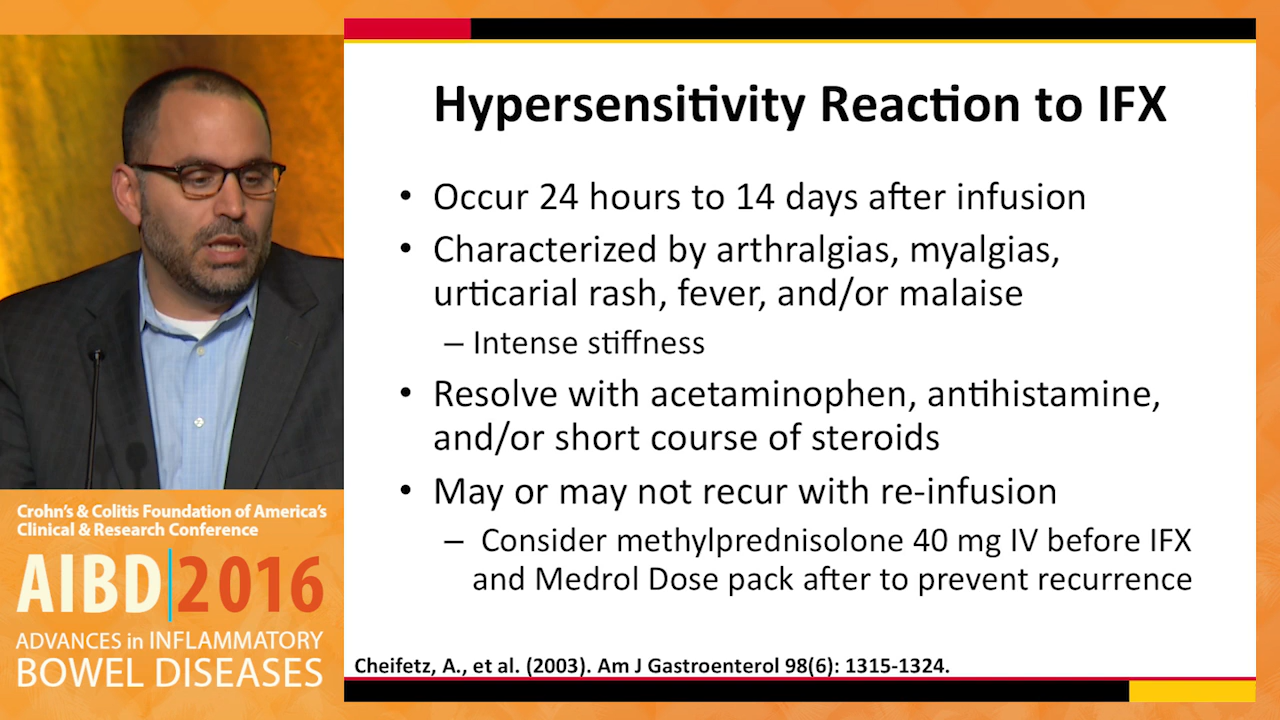 Hypersensitivity Reaction to IFX
• Occur 24 hours to 14 days after infusion
• Characterized by arthralgias, myalgias,
urticarial rash, fever, and/or malaise
– Intense stiffness
• Resolve with acetaminophen, antihistamine,
and/or short course of steroids
• May or may not recur with re-infusion
– Consider methylprednisolone 40 mg IV before IFX
and Medrol Dose pack after to prevent recurrence
Cheifetz, A., et al. (2003). Am J Gastroenterol 98(6): 1315-1324.
Crohn's & Colitis Foundation of America's
Clinical & Research Conference
AIBD|2016
ADVANCES in INFLAMMATORY
BOWEL DISEASES